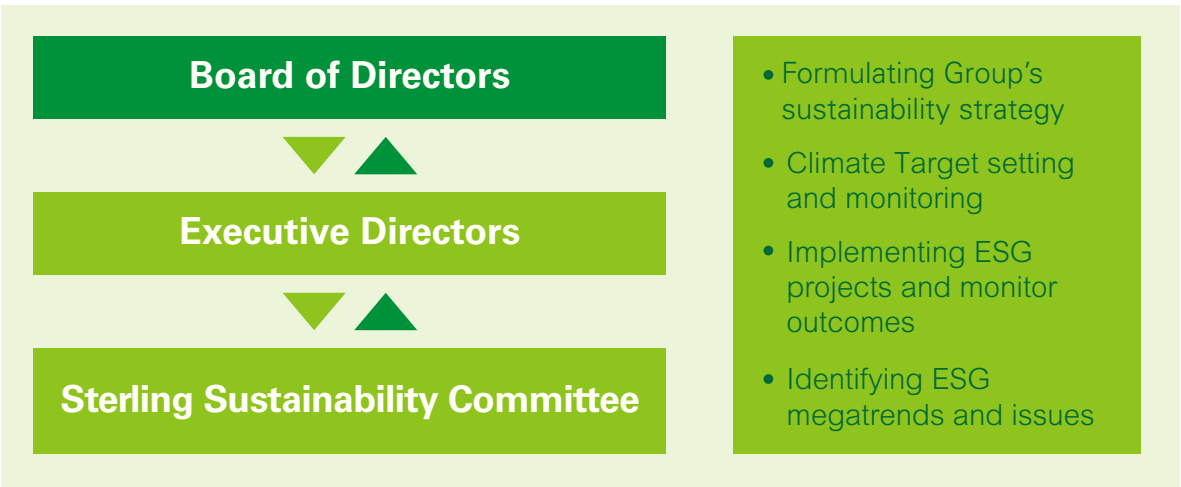 Board of Directors
Executive Directors
Sterling Sustainability Committee
• Formulating Group’s
sustainability strategy
• Climate Target setting
and monitoring
• Implementing ESG
projects and monitor
outcomes
• Identifying ESG
megatrends and issues